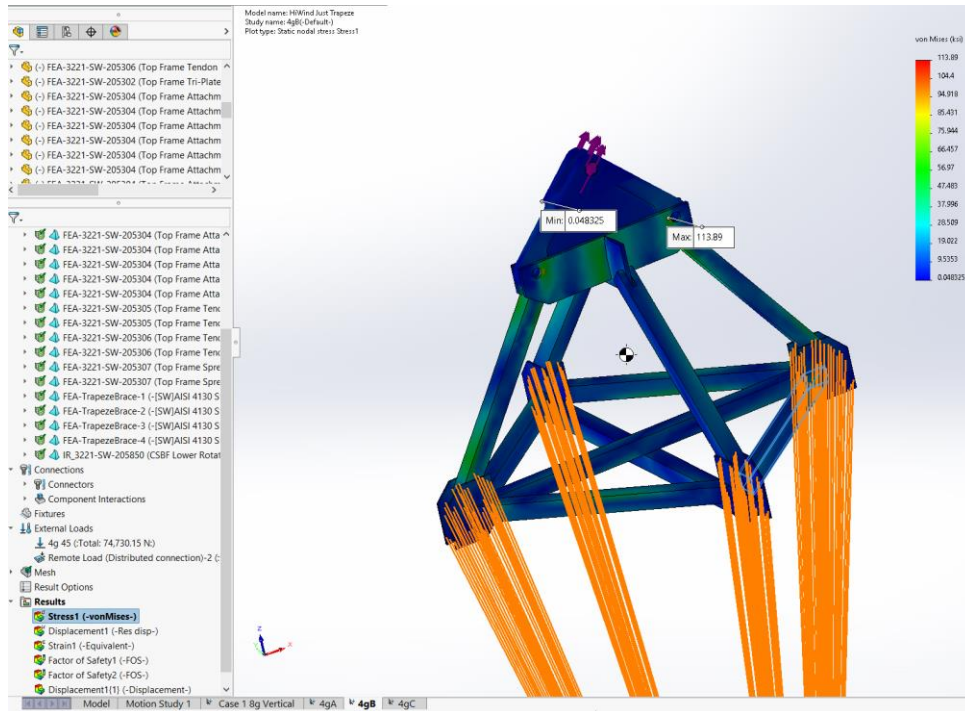 Model name: HiWind Just Trapeze
Study name: 4gB(-Default-)
Plot type: Static nodal stress Stress1
(-) FEA-3221-SW-205306 (Top Frame Tendon
(-) FEA-3221-SW-205302 (Top Frame Tri-Plate
(-) FEA-3221-SW-205304 (Top Frame Attachm
(-) FEA-3221-SW-205304 (Top Frame Attachm
(-) FEA-3221-SW-205304 (Top Frame Attachm
(-) FEA-3221-SW-205304 (Top Frame Attachm
(-) FEA-3221-SW-205304 (Top Frame Attachm
(-) FEA-3221-SW-205304 (Top Frame Attachm
FEA-3221-SW-205304 (Top Frame Atta
FEA-3221-SW-205304 (Top Frame Atta
FEA-3221-SW-205304 (Top Frame Atta
FEA-3221-SW-205304 (Top Frame Atta
FEA-3221-SW-205304 (Top Frame Atta
FEA-3221-SW-205305 (Top Frame Tenc
FEA-3221-SW-205305 (Top Frame Tenc
FEA-3221-SW-205306 (Top Frame Tenc
FEA-3221-SW-205306 (Top Frame Tenc
FEA-3221-SW-205307 (Top Frame Spre
FEA-3221-SW-205307 (Top Frame Spre
FEA-TrapezeBrace-1 (-[SW]AISI 4130 S
FEA-TrapezeBrace-2 (-[SW]AISI 4130 S
FEA-TrapezeBrace-3 (-[SW]AISI 4130 S
FEA-TrapezeBrace-4 (-[SW]AISI 4130 S
IR_3221-SW-205850 (CSBF Lower Rotat
Connections
Connectors
Component Interactions
Fixtures
External Loads
4g 45 (:Total: 74,730.15 N:)
Remote Load (Distributed connection)-2 (:
Mesh
Result Options
Results
Stress1 (-vonMises-)
Displacement1 (-Res disp-)
Strain1 (-Equivalent-)
Factor of Safety1 (-FOS-)
Factor of Safety2 (-FOS-)
Displacement1(1) (-Displacement-)
Min: 0.048325
Max: 113.89
von Mises (ksi)
113.89
104.4
94.918
85.431
75.944
66.457
56.97
47.483
37.996
28.509
19.022
9.5353
0.048325
z
x
Model
Motion Study 1
Case 1 8g Vertical
4gA
4gB
4gC